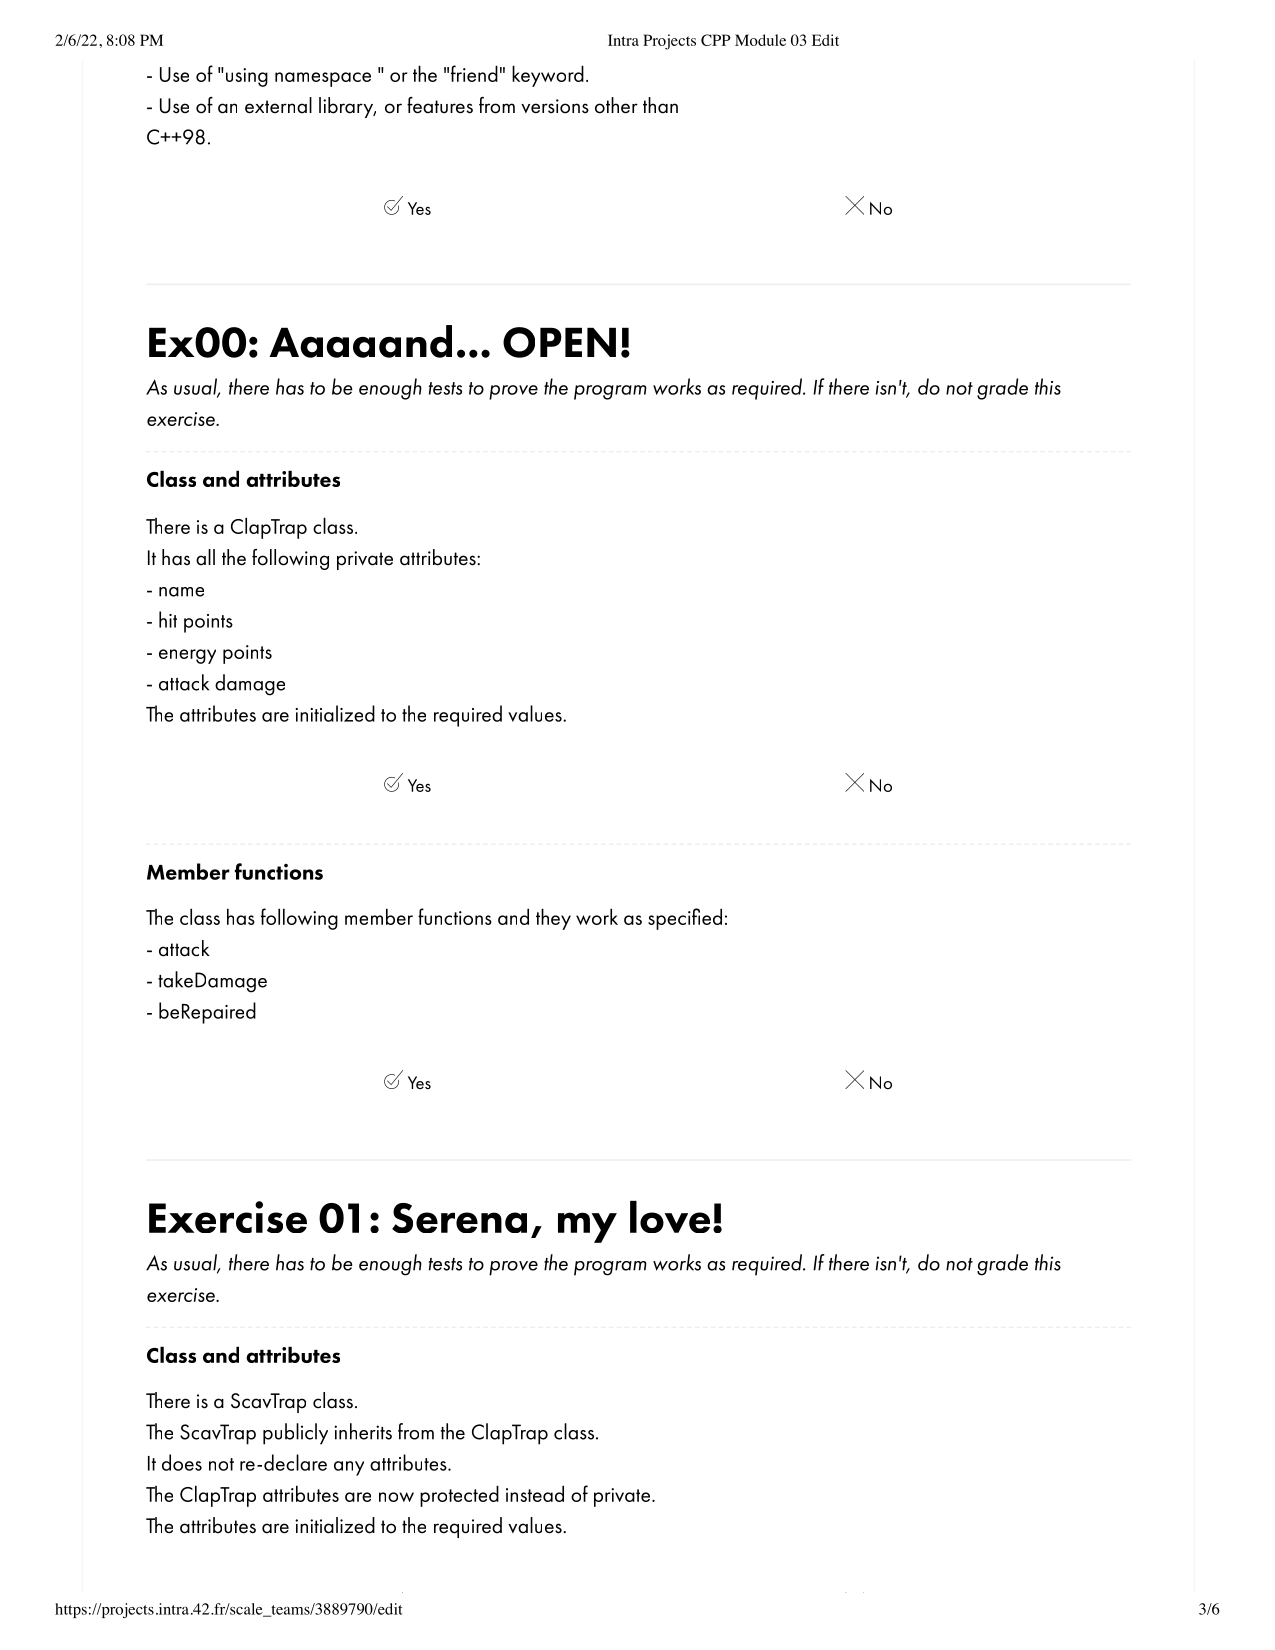 2/6/22, 8:08 PM
Intra Projects CPP Module 03 Edit
- Use of "using namespace " or the "friend" keyword.
- Use of an external library, or features from versions other than
C++98.
Yes
No
Ex00: Aaaaand... OPEN!
As usual, there has to be enough tests to prove the program works as required. If there isn't, do not grade this
exercise.
Class and attributes
There is a ClapTrap class.
It has all the following private attributes:
- name
- hit points
- energy points
- attack damage
The attributes are initialized to the required values.
Yes
No
Member functions
The class has following member functions and they work as specified:
- attack
- takeDamage
- beRepaired
Yes
No
Exercise 01: Serena, my love!
As usual, there has to be enough tests to prove the program works as required. If there isn't, do not grade this
exercise.
Class and attributes
There is a ScavTrap class.
The ScavTrap publicly inherits from the ClapTrap class.
It does not re-declare any attributes.
The ClapTrap attributes are now protected instead of private.
The attributes are initialized to the required values.
https://projects.intra.42.fr/scale_teams/3889790/edit
3/6